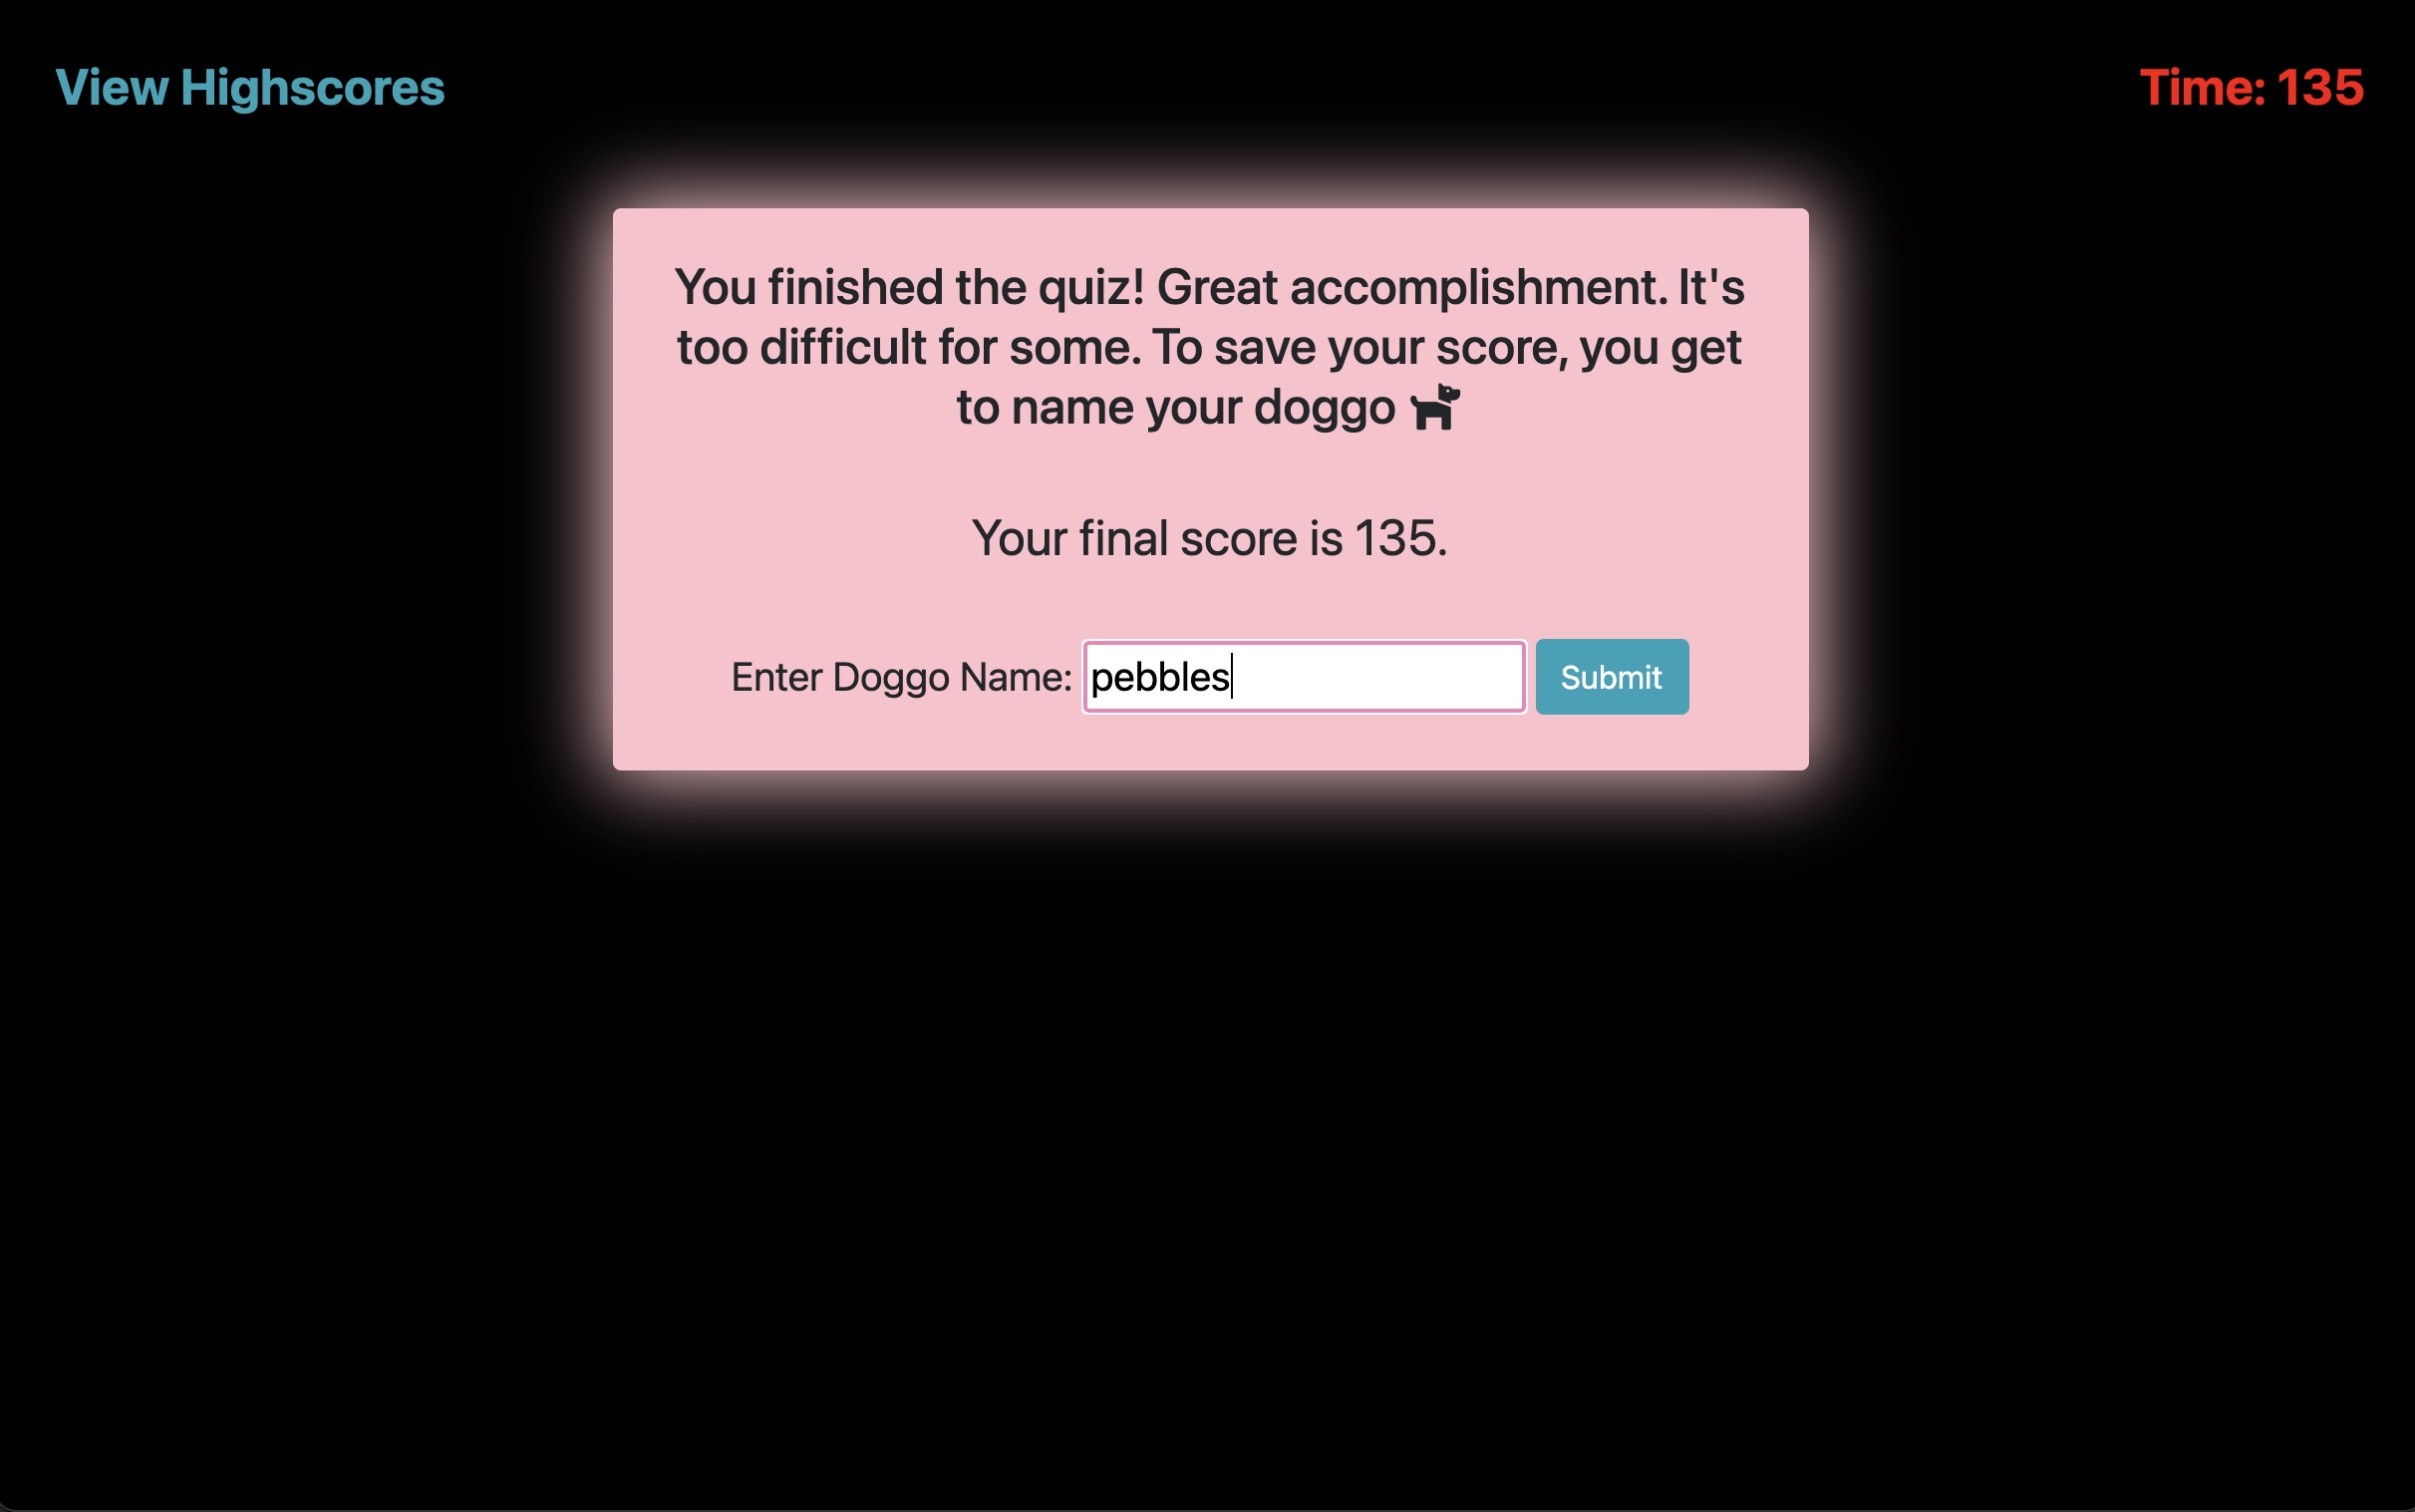 View Highscores
Time: 135
You finished the quiz! Great accomplishment. It's
too difficult for some. To save your score, you get
to name your doggo
Your final score is 135.
Enter Doggo Name: pebbles Submit